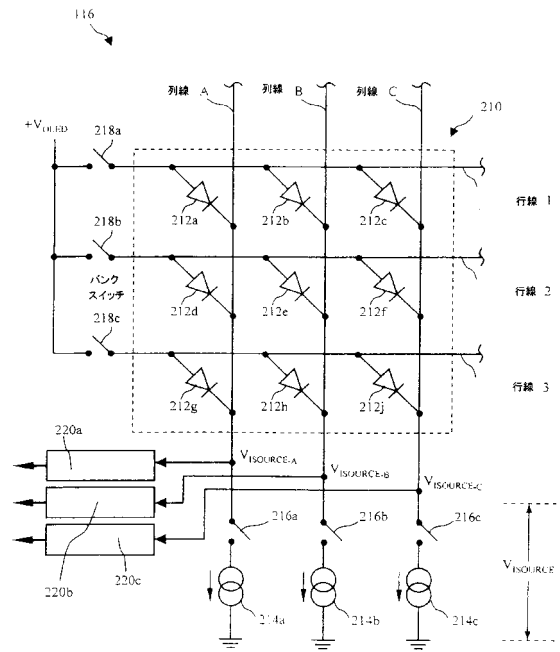 116
列線 A
列線 B
列線 C
210
+VOLED
218a
212a
212b
212c
行線 1
218b
バンク
スイッチ
212d
212e
212f
行線 2
218c
212g
212h
212j
行線 3
220a
220b
220c
VISOURCE-A
VISOURCE-B
VISOURCE-C
216a
216b
216c
VISOURCE
214a
214b
214c